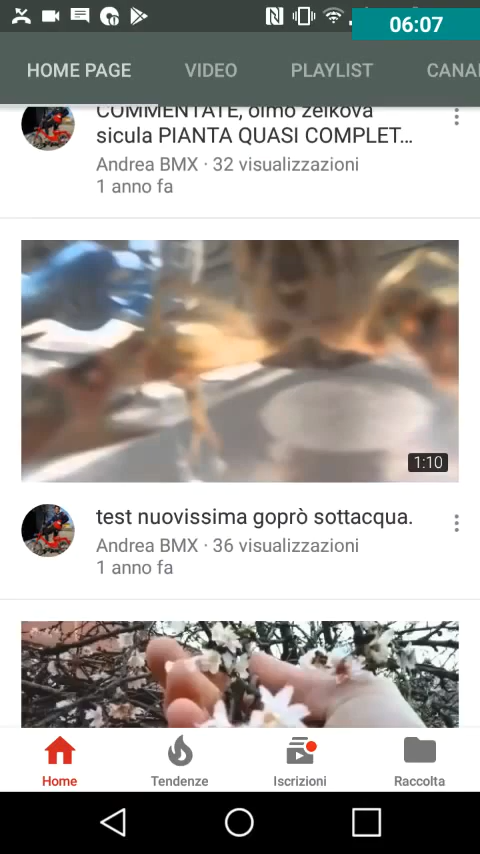 06:07
HOME PAGE VIDEO PLAYLIST CANA
COMMENTATE, olmo zelkova
sicula PIANTA QUASI COMPLET...
Andrea BMX · 32 visualizzazioni
1 anno fa
1:10
test nuovissima goprò sottacqua.
Andrea BMX · 36 visualizzazioni
1 anno fa
Home Tendenze Iscrizioni Raccolta